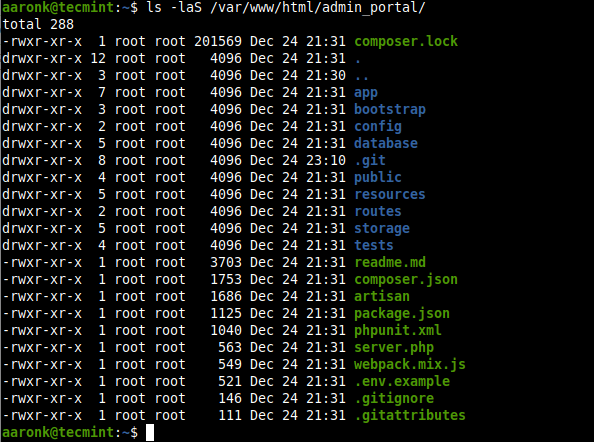 aaronk@tecmint:~$ ls -laS /var/www/html/admin_portal/
total 288
-rwxr-xr-x  1 root root 201569 Dec 24 21:31 composer.lock
drwxr-xr-x 12 root root   4096 Dec 24 21:31 .
drwxr-xr-x  3 root root   4096 Dec 24 21:30 ..
drwxr-xr-x  7 root root   4096 Dec 24 21:31 app
drwxr-xr-x  3 root root   4096 Dec 24 21:31 bootstrap
drwxr-xr-x  2 root root   4096 Dec 24 21:31 config
drwxr-xr-x  5 root root   4096 Dec 24 21:31 database
drwxr-xr-x  8 root root   4096 Dec 24 23:10 .git
drwxr-xr-x  4 root root   4096 Dec 24 21:31 public
drwxr-xr-x  5 root root   4096 Dec 24 21:31 resources
drwxr-xr-x  2 root root   4096 Dec 24 21:31 routes
drwxr-xr-x  5 root root   4096 Dec 24 21:31 storage
drwxr-xr-x  4 root root   4096 Dec 24 21:31 tests
-rwxr-xr-x  1 root root   3703 Dec 24 21:31 readme.md
-rwxr-xr-x  1 root root   1753 Dec 24 21:31 composer.json
-rwxr-xr-x  1 root root   1686 Dec 24 21:31 artisan
-rwxr-xr-x  1 root root   1125 Dec 24 21:31 package.json
-rwxr-xr-x  1 root root   1040 Dec 24 21:31 phpunit.xml
-rwxr-xr-x  1 root root    563 Dec 24 21:31 server.php
-rwxr-xr-x  1 root root    549 Dec 24 21:31 webpack.mix.js
-rwxr-xr-x  1 root root    521 Dec 24 21:31 .env.example
-rwxr-xr-x  1 root root    146 Dec 24 21:31 .gitignore
-rwxr-xr-x  1 root root    111 Dec 24 21:31 .gitattributes
aaronk@tecmint:~$